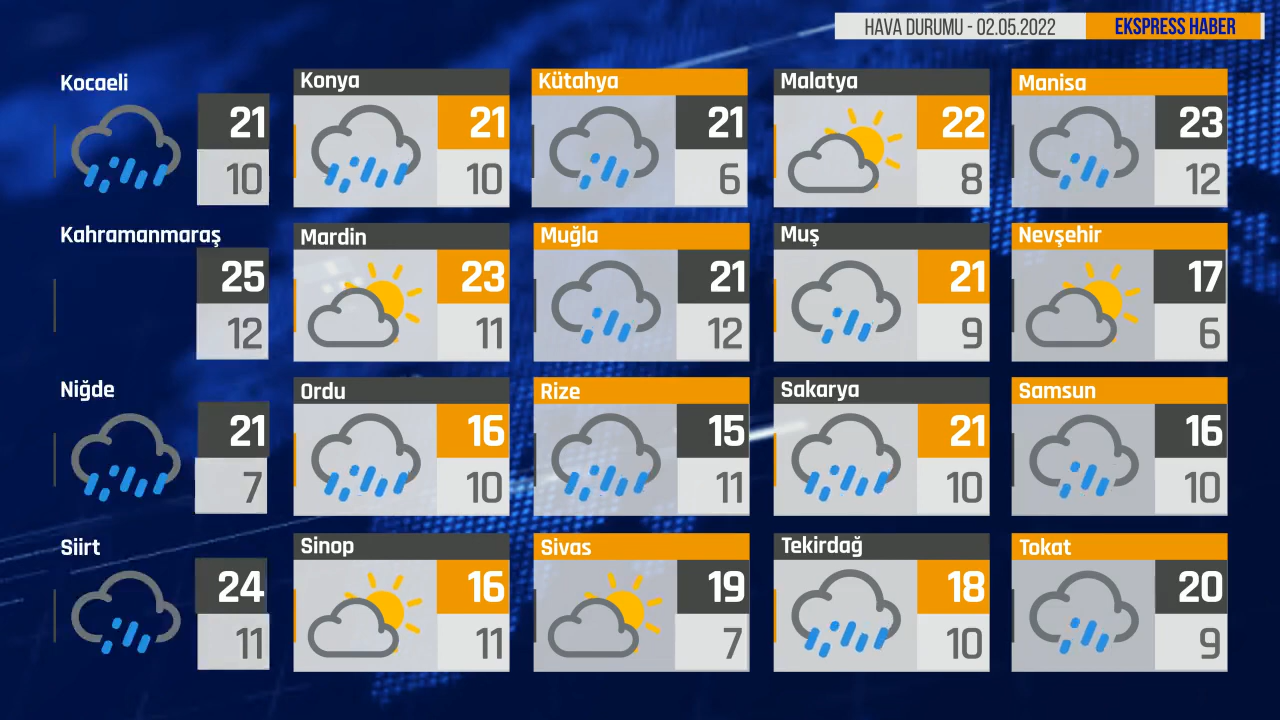 HAVA DURUMU - 02.05.2022 EKSPRESS HABER
Kocaeli
21
10
Konya
21
10
Kütahya
21
6
Malatya
22
8
Manisa
23
12
Kahramanmaraş
25
12
Mardin
23
11
Muğla
21
12
Muş
21
9
Nevşehir
17
6
Niğde
21
7
Ordu
16
10
Rize
15
11
Sakarya
21
10
Samsun
16
10
Siirt
24
11
Sinop
16
11
Sivas
19
7
Tekirdağ
18
10
Tokat
20
9